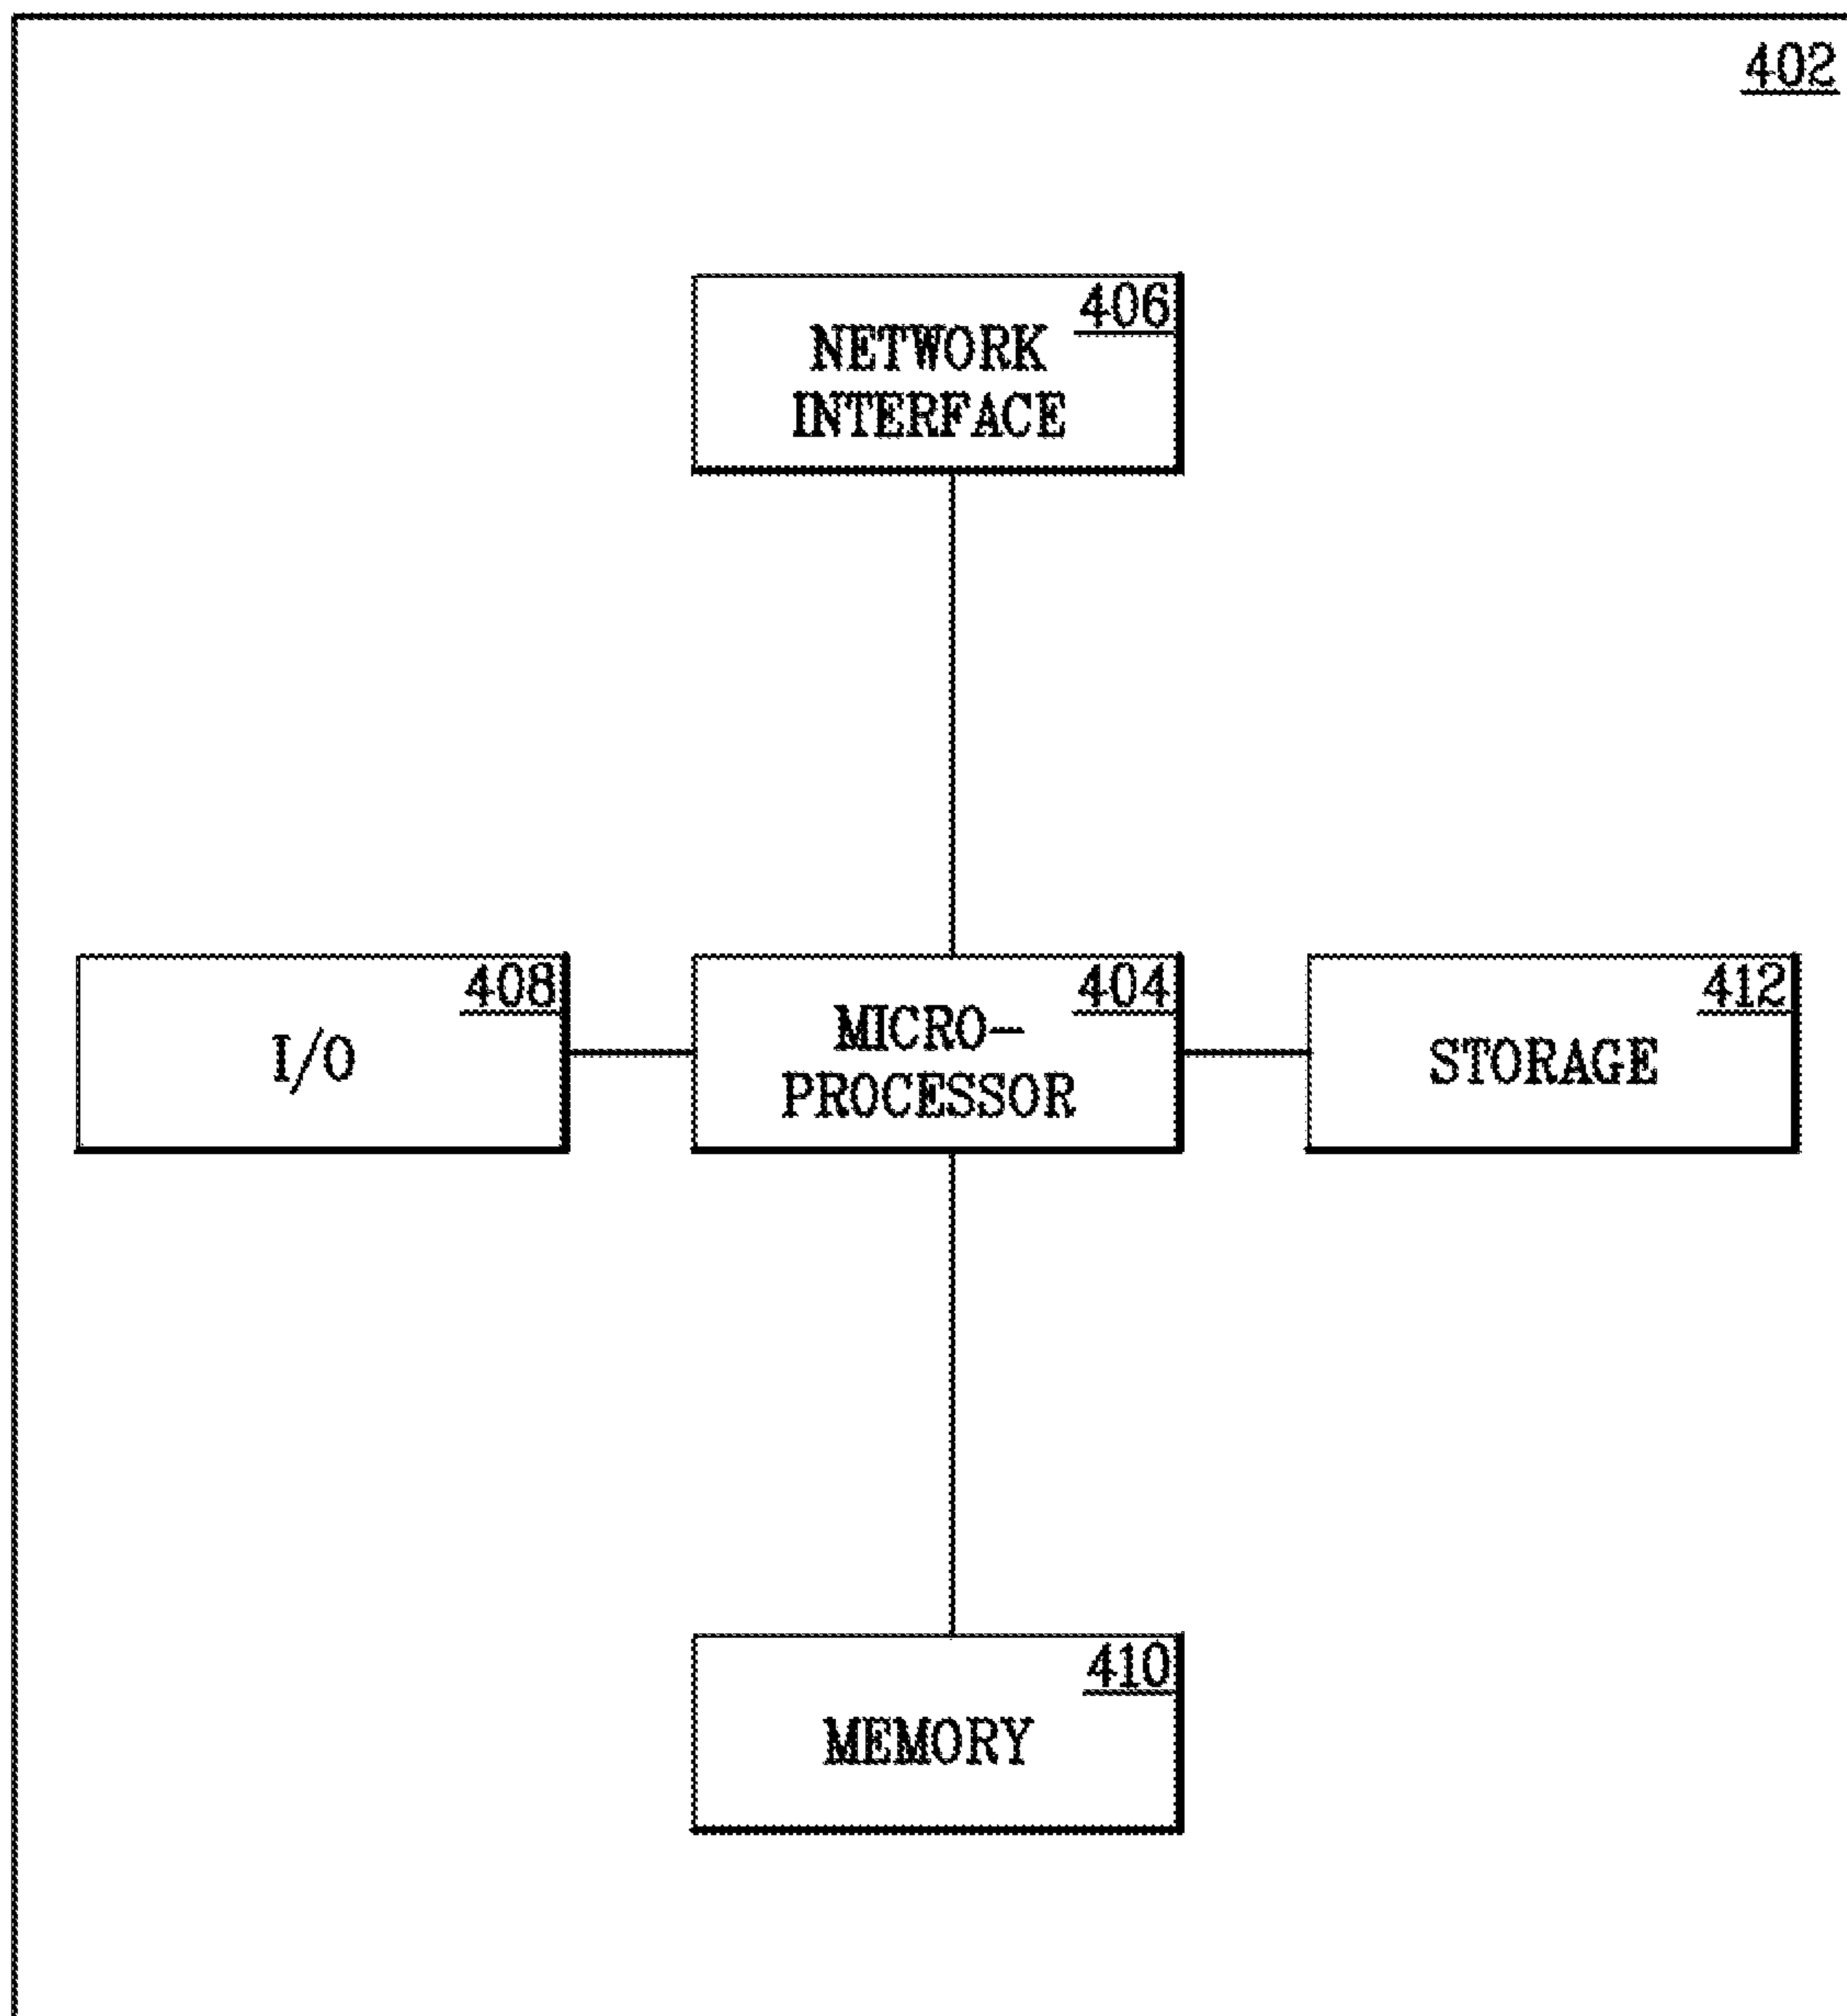 402
406
NETWORK
INTERFACE
408
I/O
404
MICRO-
PROCESSOR
412
STORAGE
410
MEMORY